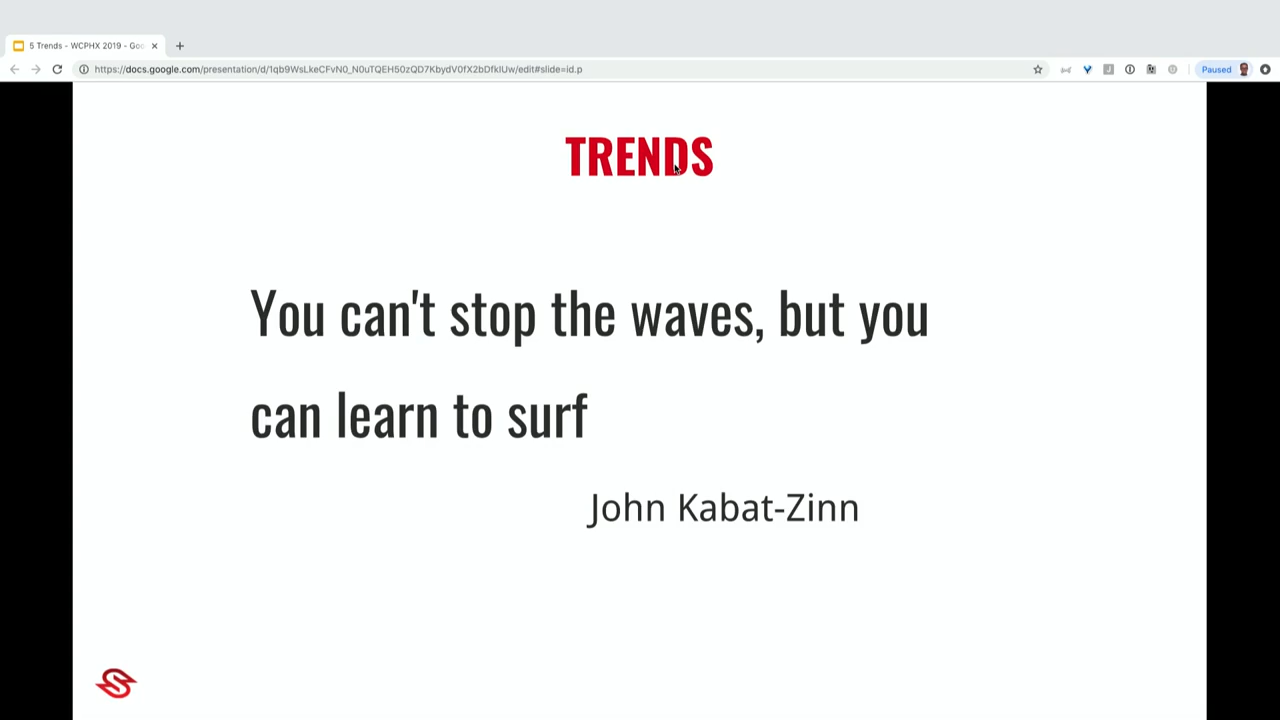 5 Trends - WCPHX 2019 - Goo
https://docs.google.com/presentation/d/1qb9WsLkeCFvN0_N0uTQEH50zQD7KbydV0fX2bDfkIUw/edit#slide=id.p
Paused
TRENDS
You can't stop the waves, but you
can learn to surf
John Kabat-Zinn